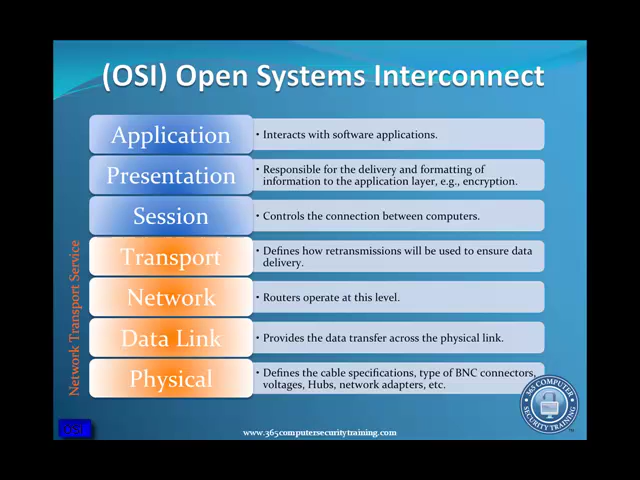 (OSI) Open Systems Interconnect
Application
• Interacts with software applications.
Presentation
• Responsible for the delivery and formatting of
information to the application layer, e.g., encryption.
Session
• Controls the connection between computers.
Transport
• Defines how retransmissions will be used to ensure data
delivery.
Network
• Routers operate at this level.
Data Link
• Provides the data transfer across the physical link.
Physical
• Defines the cable specifications, type of BNC connectors,
voltages, Hubs, network adapters, etc.
Network Transport Service
OSI
www.365computersecuritytraining.com
365 COMPUTER
SECURITY TRAINING